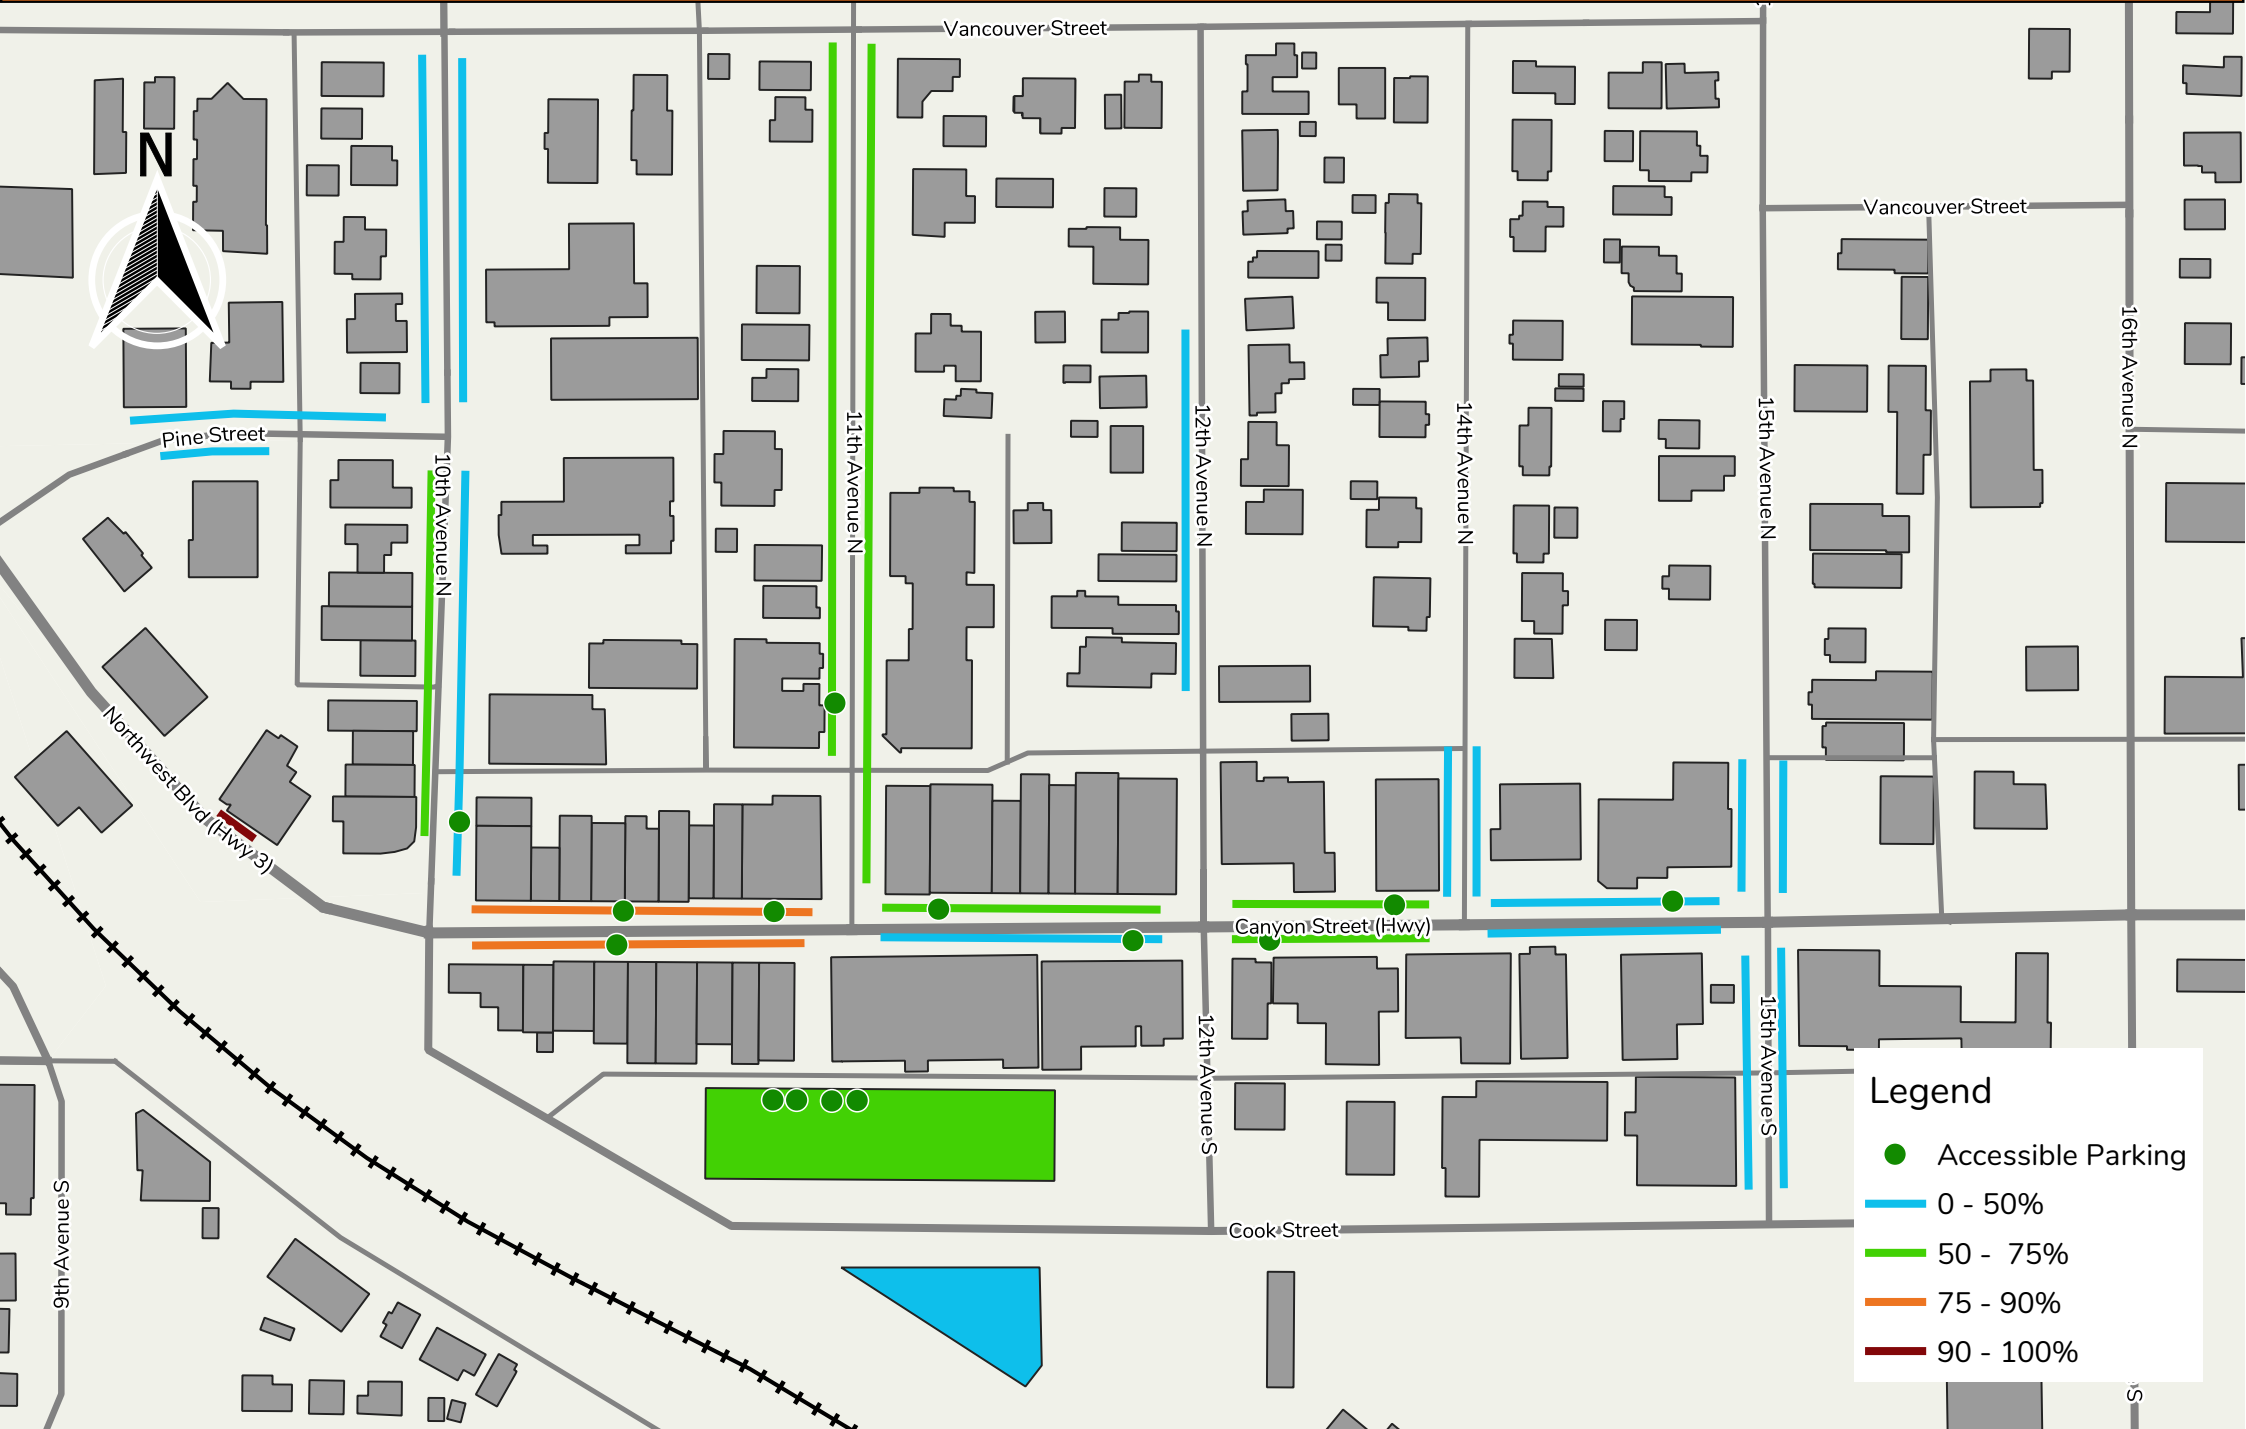 Vancouver Street
N
Vancouver Street
16th Avenue N
Pine Street
10th Avenue N
11th Avenue N
12th Avenue N
14th Avenue N
15th Avenue N
Northwest Blvd (Hwy 3)
Canyon Street (Hwy)
12th Avenue S
15th Avenue S
9th Avenue S
Cook Street
S
Legend
Accessible Parking
0 - 50%
50 -  75%
75 - 90%
90 - 100%